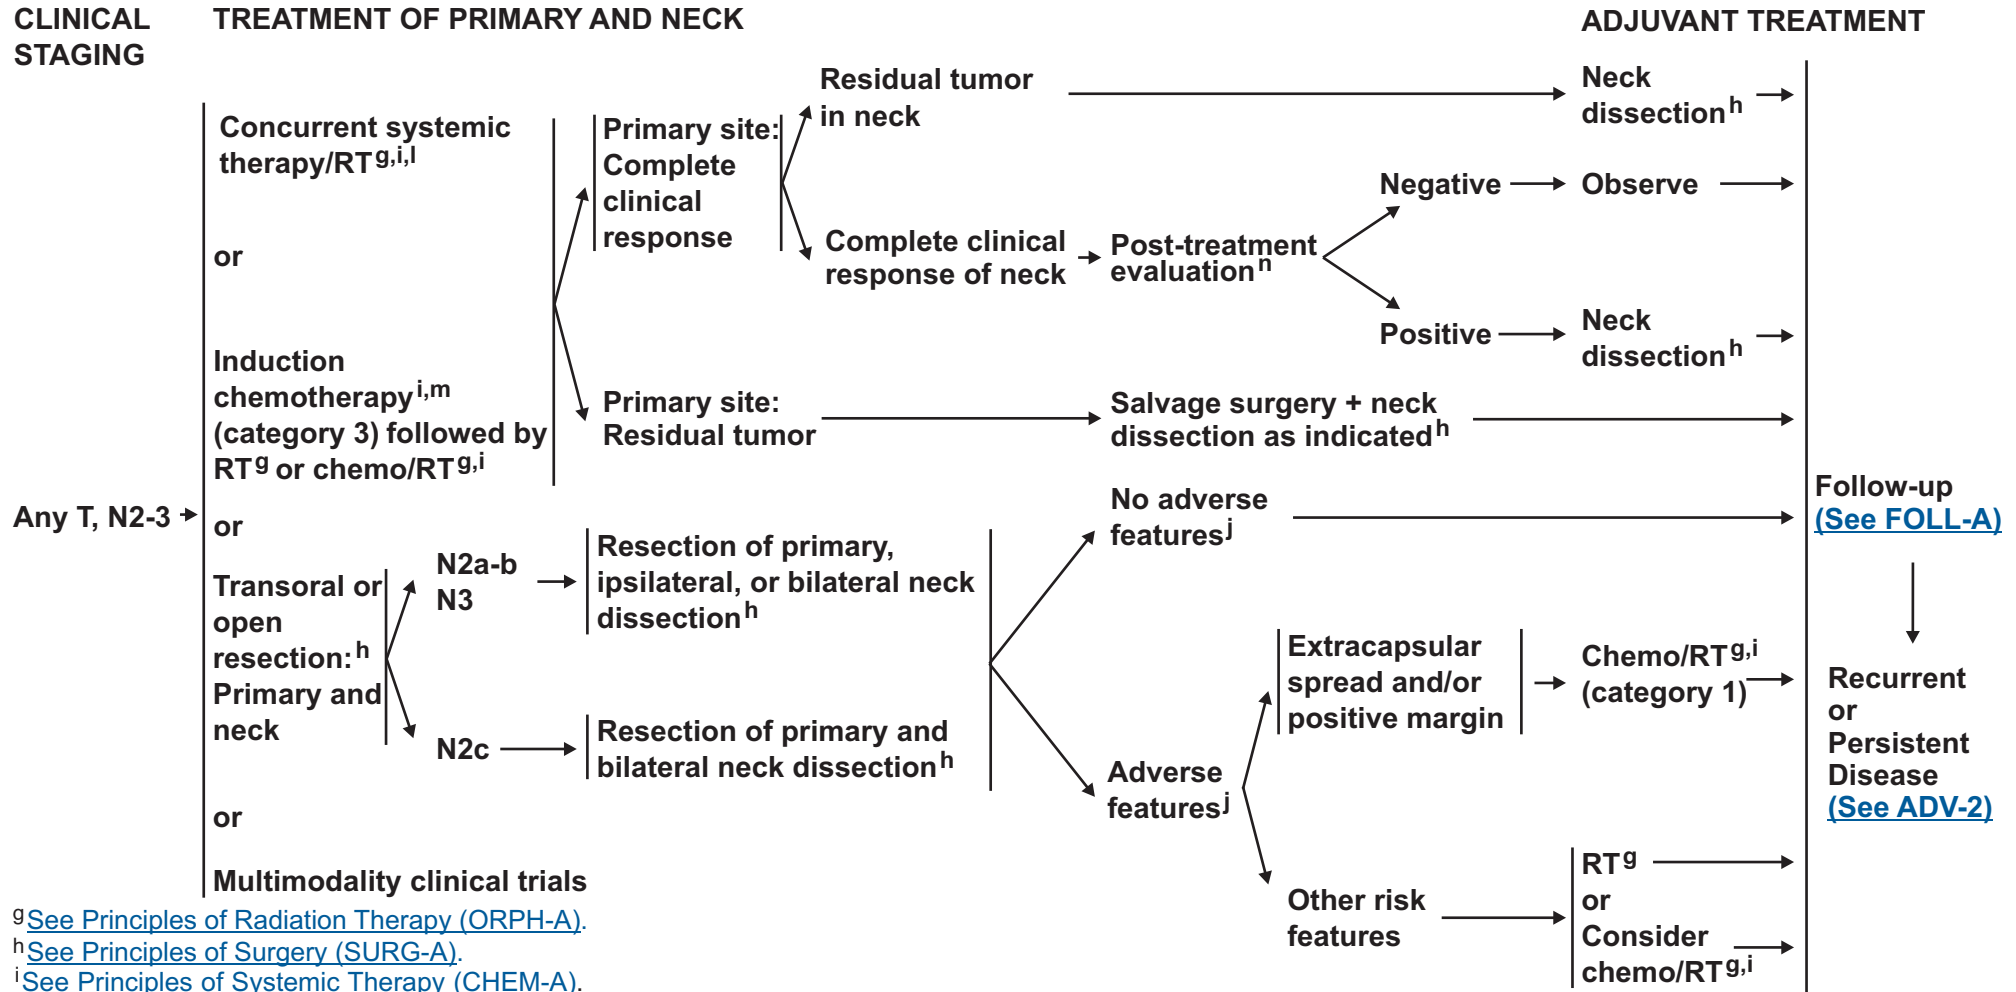 CLINICAL
STAGING
TREATMENT OF PRIMARY AND NECK
ADJUVANT TREATMENT
Any T, N2-3
Concurrent systemic
therapy/RTg,i,l
or
Induction
chemotherapyi,m
(category 3) followed by
RTg or chemo/RTg,i
or
Transoral or
open
resection:h
Primary and
neck
or
Multimodality clinical trials
Primary site:
Complete
clinical
response
Residual tumor
in neck
Neck
dissectionh
Complete clinical
response of neck
Post-treatment
evaluationn
Negative
Observe
Positive
Neck
dissectionh
Primary site:
Residual tumor
Salvage surgery + neck
dissection as indicatedh
N2a-b
N3
Resection of primary,
ipsilateral, or bilateral neck
dissectionh
N2c
Resection of primary and
bilateral neck dissectionh
No adverse
featuresj
Adverse
featuresj
Extracapsular
spread and/or
positive margin
Chemo/RTg,i
(category 1)
Other risk
features
RTg
or
Consider
chemo/RTg,i
Follow-up
(See FOLL-A)
Recurrent
or
Persistent
Disease
(See ADV-2)
gSee Principles of Radiation Therapy (ORPH-A).
hSee Principles of Surgery (SURG-A).
iSee Principles of Systemic Therapy (CHEM-A).